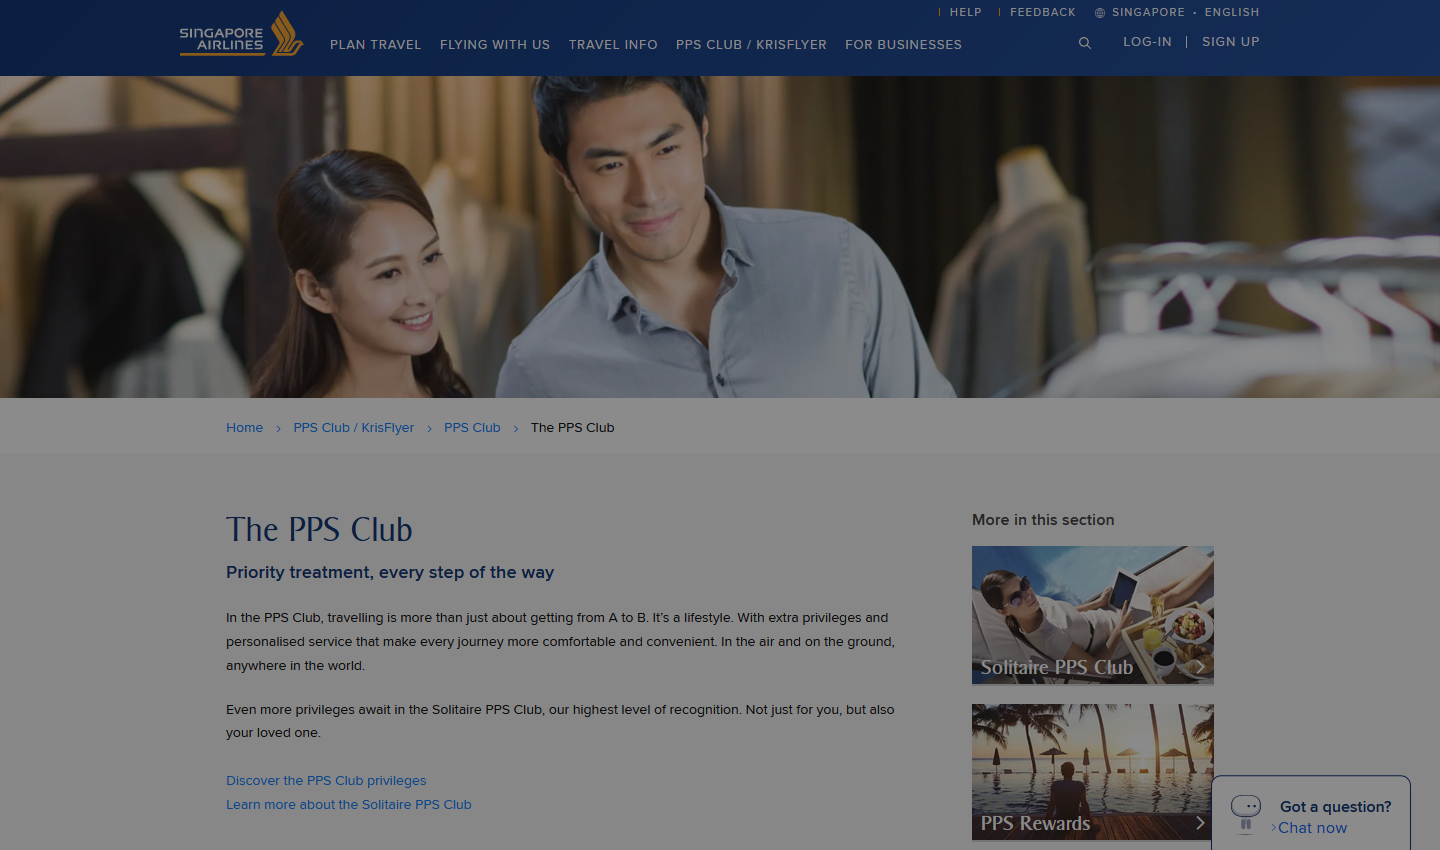 HELP
FEEDBACK
SINGAPORE • ENGLISH
SINGAPORE
AIRLINES
PLAN TRAVEL
FLYING WITH US
TRAVEL INFO
PPS CLUB / KRISFLYER
FOR BUSINESSES
LOG-IN
SIGN UP
Home
PPS Club / KrisFlyer
PPS Club
The PPS Club
The PPS Club
Priority treatment, every step of the way
In the PPS Club, travelling is more than just about getting from A to B. It’s a lifestyle. With extra privileges and
personalised service that make every journey more comfortable and convenient. In the air and on the ground,
anywhere in the world.
Even more privileges await in the Solitaire PPS Club, our highest level of recognition. Not just for you, but also
your loved one.
Discover the PPS Club privileges
Learn more about the Solitaire PPS Club
More in this section
Solitaire PPS Club
PPS Rewards
Got a question?
Chat now